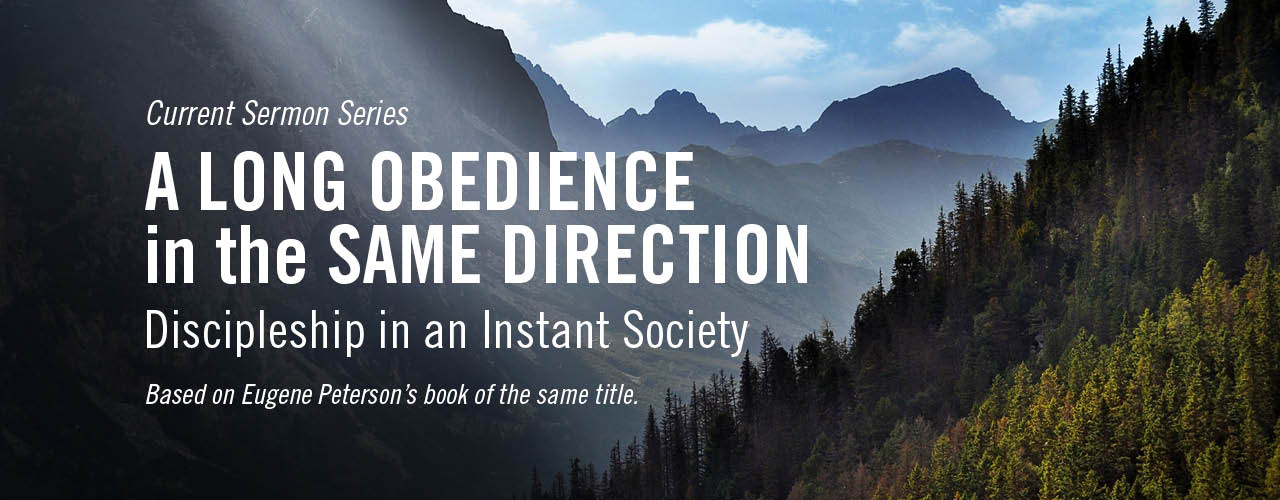 Current Sermon Series
A LONG OBEDIENCE
in the SAME DIRECTION
Discipleship in an Instant Society
Based on Eugene Peterson’s book of the same title.